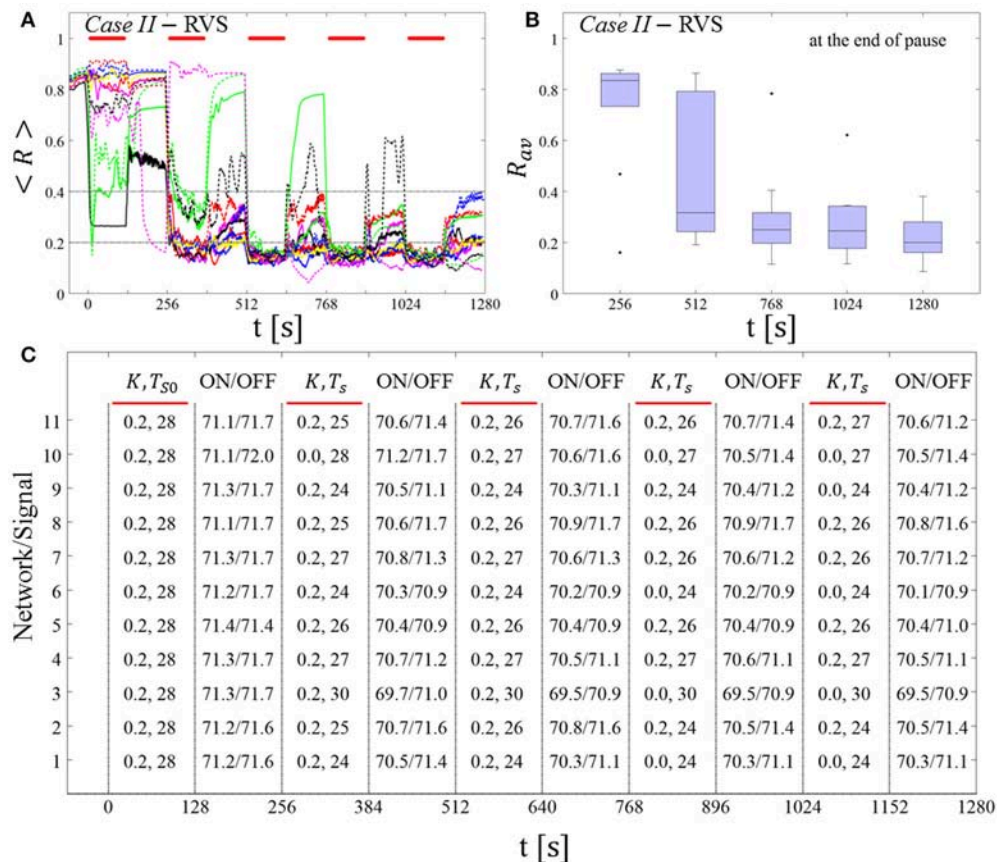 A
Case II – RVS
1
0.8
0.6
0.4
0.2
0
< R >
0 256 512 768 1024 1280
t [s]
B
Case II – RVS
at the end of pause
1
0.8
0.6
0.4
0.2
0
R_av
256 512 768 1024 1280
t [s]
C
K, T_S0 ON/OFF K, T_s ON/OFF K, T_s ON/OFF K, T_s ON/OFF K, T_s ON/OFF
11 0.2, 28 71.1/71.7 0.2, 25 70.6/71.4 0.2, 26 70.7/71.6 0.2, 26 70.7/71.4 0.2, 27 70.6/71.2
10 0.2, 28 71.1/72.0 0.0, 28 71.2/71.7 0.2, 27 70.6/71.6 0.0, 27 70.5/71.4 0.0, 27 70.5/71.4
9 0.2, 28 71.3/71.7 0.2, 24 70.5/71.1 0.2, 24 70.3/71.1 0.2, 24 70.4/71.2 0.0, 24 70.4/71.2
8 0.2, 28 71.1/71.7 0.2, 25 70.6/71.7 0.2, 26 70.9/71.7 0.2, 26 70.9/71.7 0.2, 26 70.8/71.6
7 0.2, 28 71.3/71.7 0.2, 27 70.8/71.3 0.2, 27 70.6/71.3 0.2, 26 70.6/71.2 0.2, 26 70.7/71.2
6 0.2, 28 71.2/71.7 0.2, 24 70.3/70.9 0.2, 24 70.2/70.9 0.0, 24 70.2/70.9 0.0, 24 70.1/70.9
5 0.2, 28 71.4/71.4 0.2, 26 70.4/70.9 0.2, 26 70.4/70.9 0.2, 26 70.4/70.9 0.2, 26 70.4/71.0
4 0.2, 28 71.3/71.7 0.2, 27 70.7/71.2 0.2, 27 70.5/71.1 0.2, 27 70.6/71.1 0.2, 27 70.5/71.1
3 0.2, 28 71.3/71.7 0.2, 30 69.7/71.0 0.2, 30 69.5/70.9 0.0, 30 69.5/70.9 0.0, 30 69.5/70.9
2 0.2, 28 71.2/71.6 0.2, 25 70.7/71.6 0.2, 26 70.8/71.6 0.2, 24 70.5/71.4 0.2, 24 70.5/71.4
1 0.2, 28 71.2/71.6 0.2, 24 70.5/71.4 0.2, 24 70.3/71.1 0.0, 24 70.3/71.1 0.0, 24 70.3/71.1
Network/Signal
0 128 256 384 512 640 768 896 1024 1152 1280
t [s]